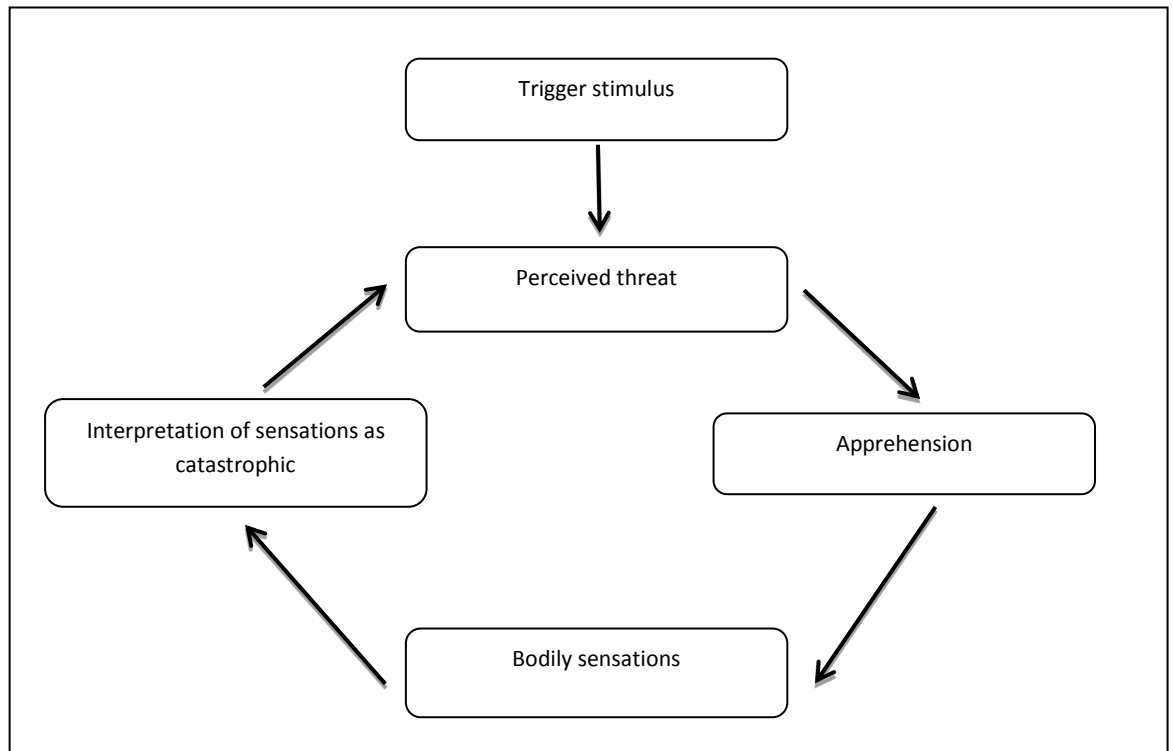 Trigger stimulus
Perceived threat
Interpretation of sensations as
catastrophic
Apprehension
Bodily sensations